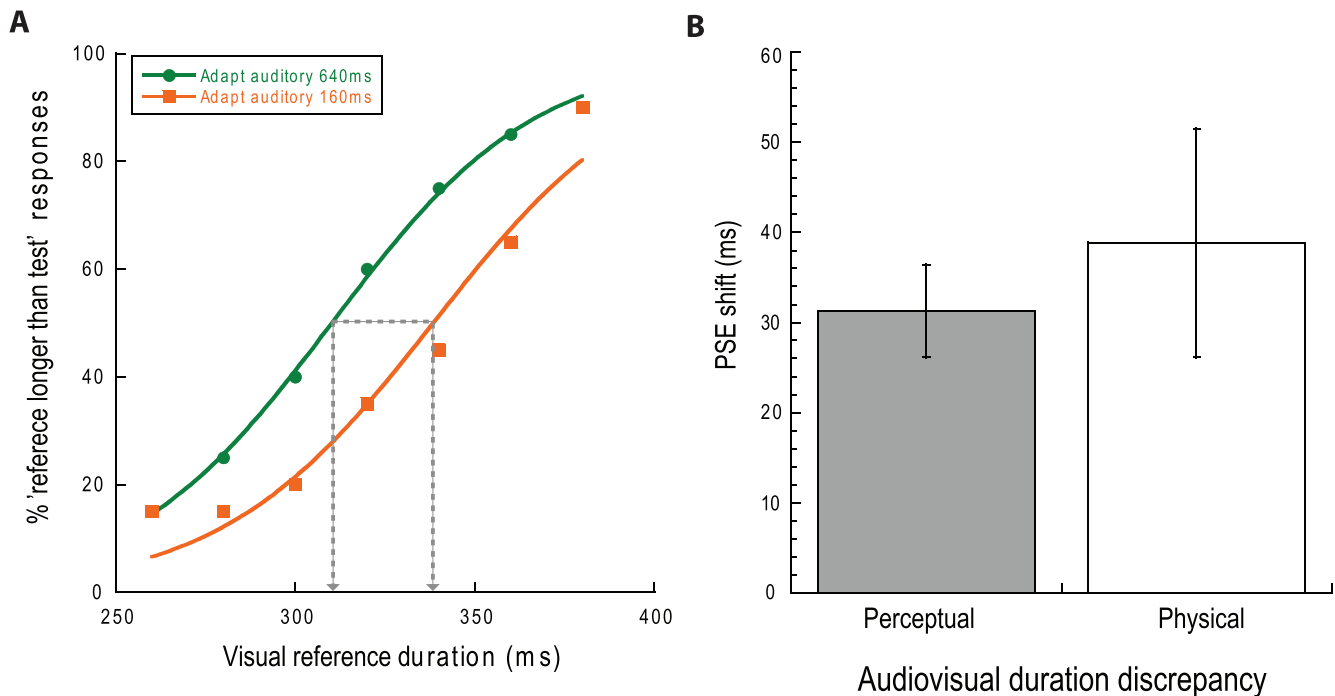 A
100
80
60
40
20
0
% 'referece longer than test' responses
Adapt auditory 640ms
Adapt auditory 160ms
250
300
350
400
Visual reference duration (ms)
B
60
50
40
30
20
10
0
PSE shift (ms)
Perceptual
Physical
Audiovisual duration discrepancy